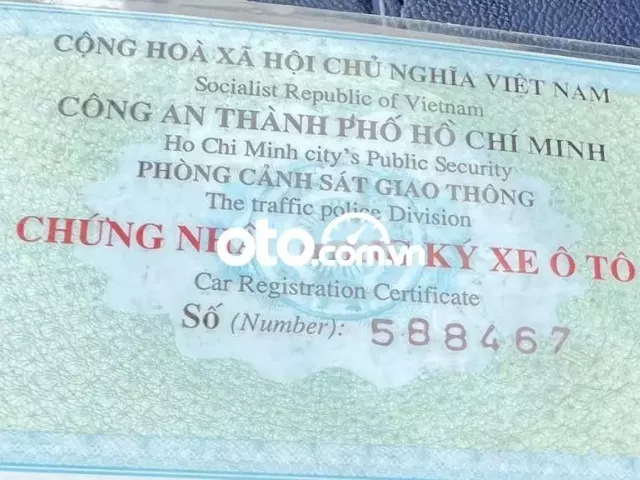 CỘNG HOÀ XÃ HỘI CHỦ NGHĨA VIỆT NAM
Socialist Republic of Vietnam
CÔNG AN THÀNH PHỐ HỒ CHÍ MINH
Ho Chi Minh city's Public Security
PHÒNG CẢNH SÁT GIAO THÔNG
The traffic police Division
CHỨNG NHẬN ĐĂNG KÝ XE Ô TÔ
oto.com.vn
Car Registration Certificate
Số (Number): 588467